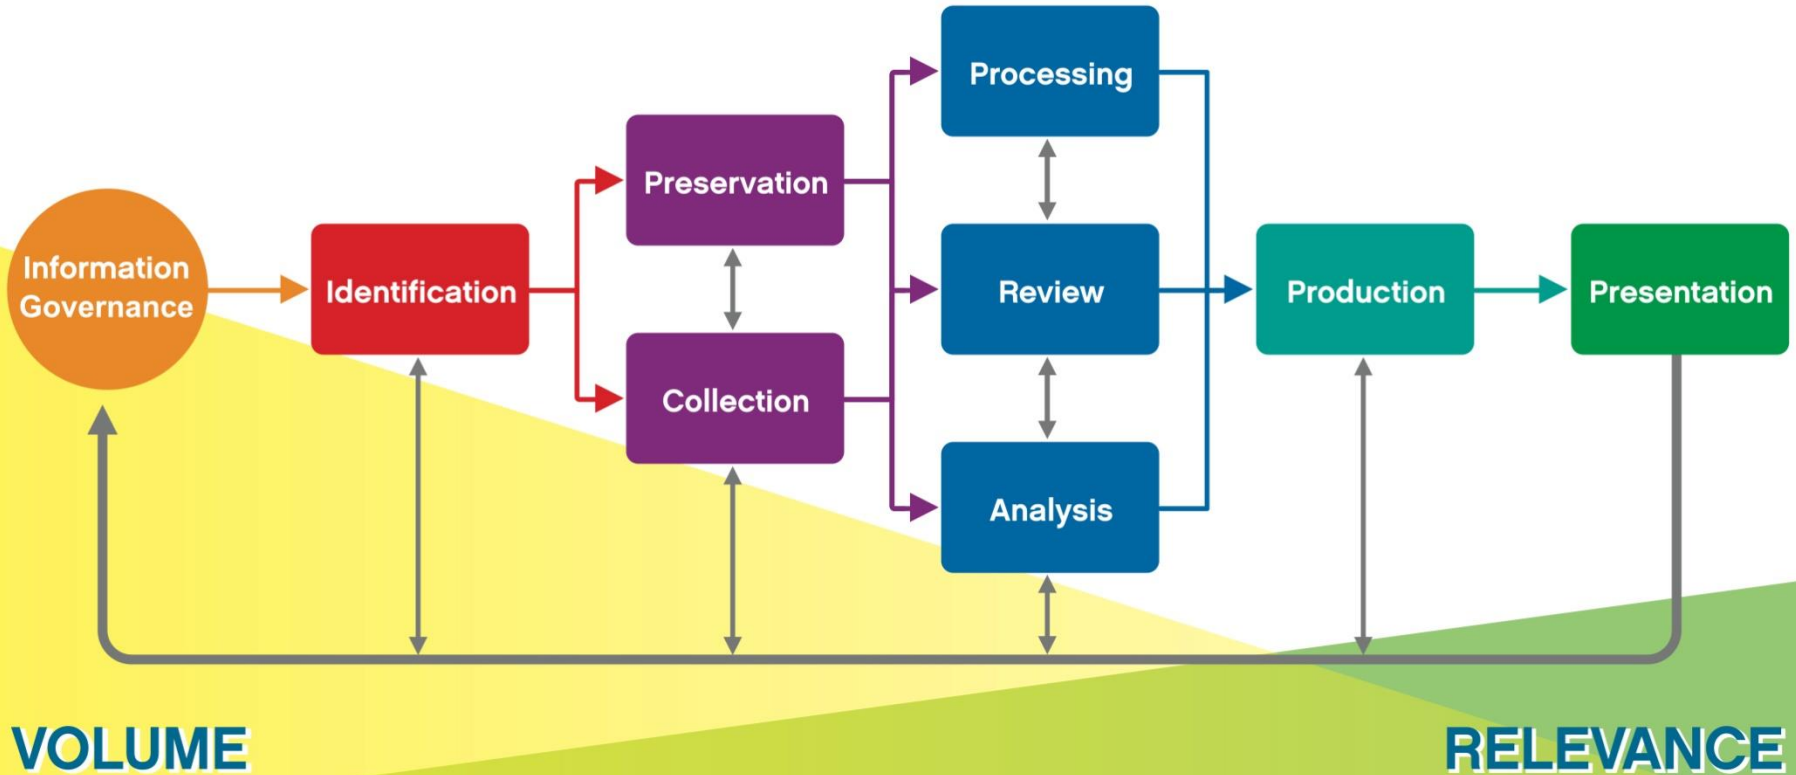 Information
Governance
Identification
Preservation
Collection
Processing
Review
Analysis
Production
Presentation
VOLUME
RELEVANCE